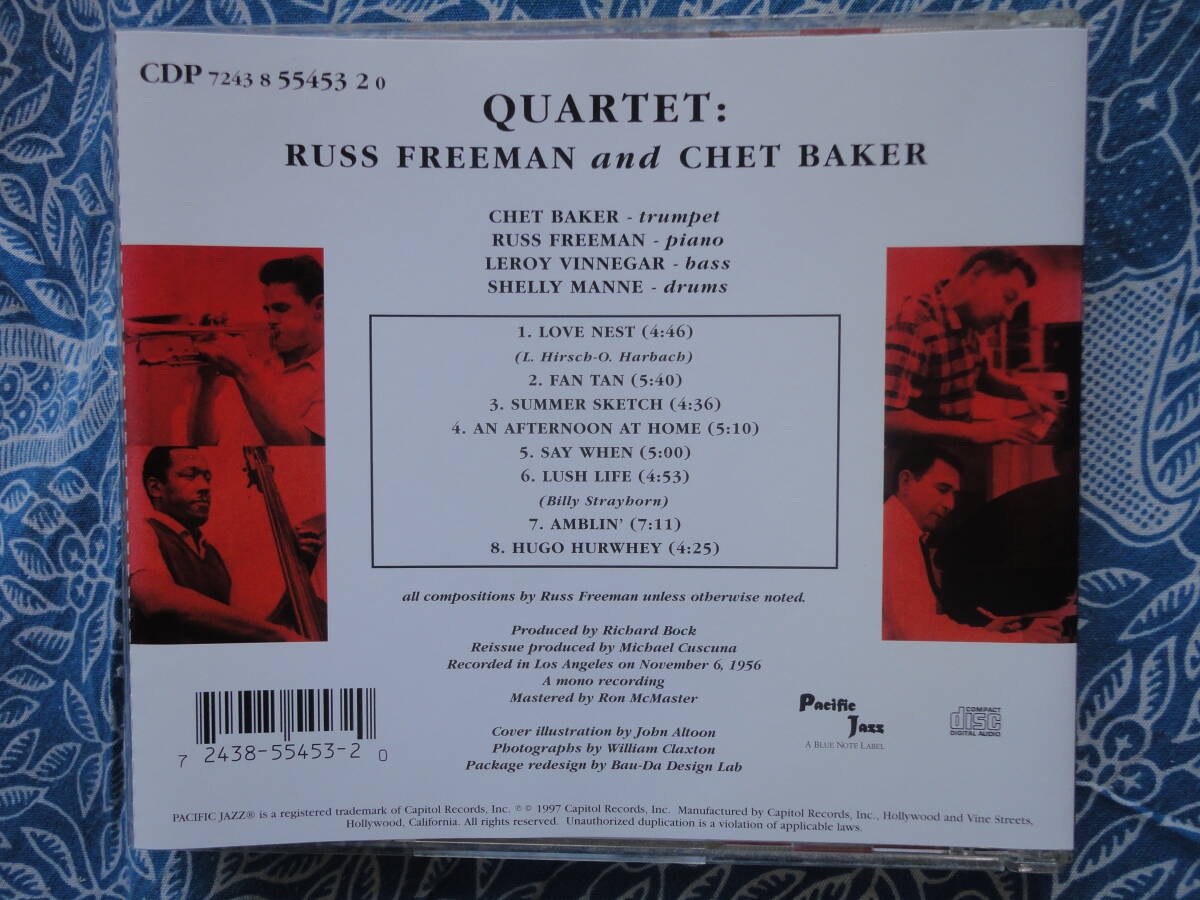 CDP 7243 8 55453 2 0
QUARTET:
RUSS FREEMAN and CHET BAKER
CHET BAKER - trumpet
RUSS FREEMAN - piano
LEROY VINNEGAR - bass
SHELLY MANNE - drums
1. LOVE NEST (4:46)
(L. Hirsch-O. Harbach)
2. FAN TAN (5:40)
3. SUMMER SKETCH (4:36)
4. AN AFTERNOON AT HOME (5:10)
5. SAY WHEN (5:00)
6. LUSH LIFE (4:53)
(Billy Strayhorn)
7. AMBLIN' (7:11)
8. HUGO HURWHEY (4:25)
all compositions by Russ Freeman unless otherwise noted.
Produced by Richard Bock
Reissue produced by Michael Cuscuna
Recorded in Los Angeles on November 6, 1956
A mono recording
Mastered by Ron McMaster
Cover illustration by John Altoon
Photographs by William Claxton
Package redesign by Bau-Da Design Lab
7 2438-55453-2 0
Pacific
Jazz
A BLUE NOTE LABEL
COMPACT
disc
DIGITAL AUDIO
PACIFIC JAZZ® is a registered trademark of Capitol Records, Inc. ℗ © 1997 Capitol Records, Inc. Manufactured by Capitol Records, Inc., Hollywood and Vine Streets,
Hollywood, California. All rights reserved. Unauthorized duplication is a violation of applicable laws.